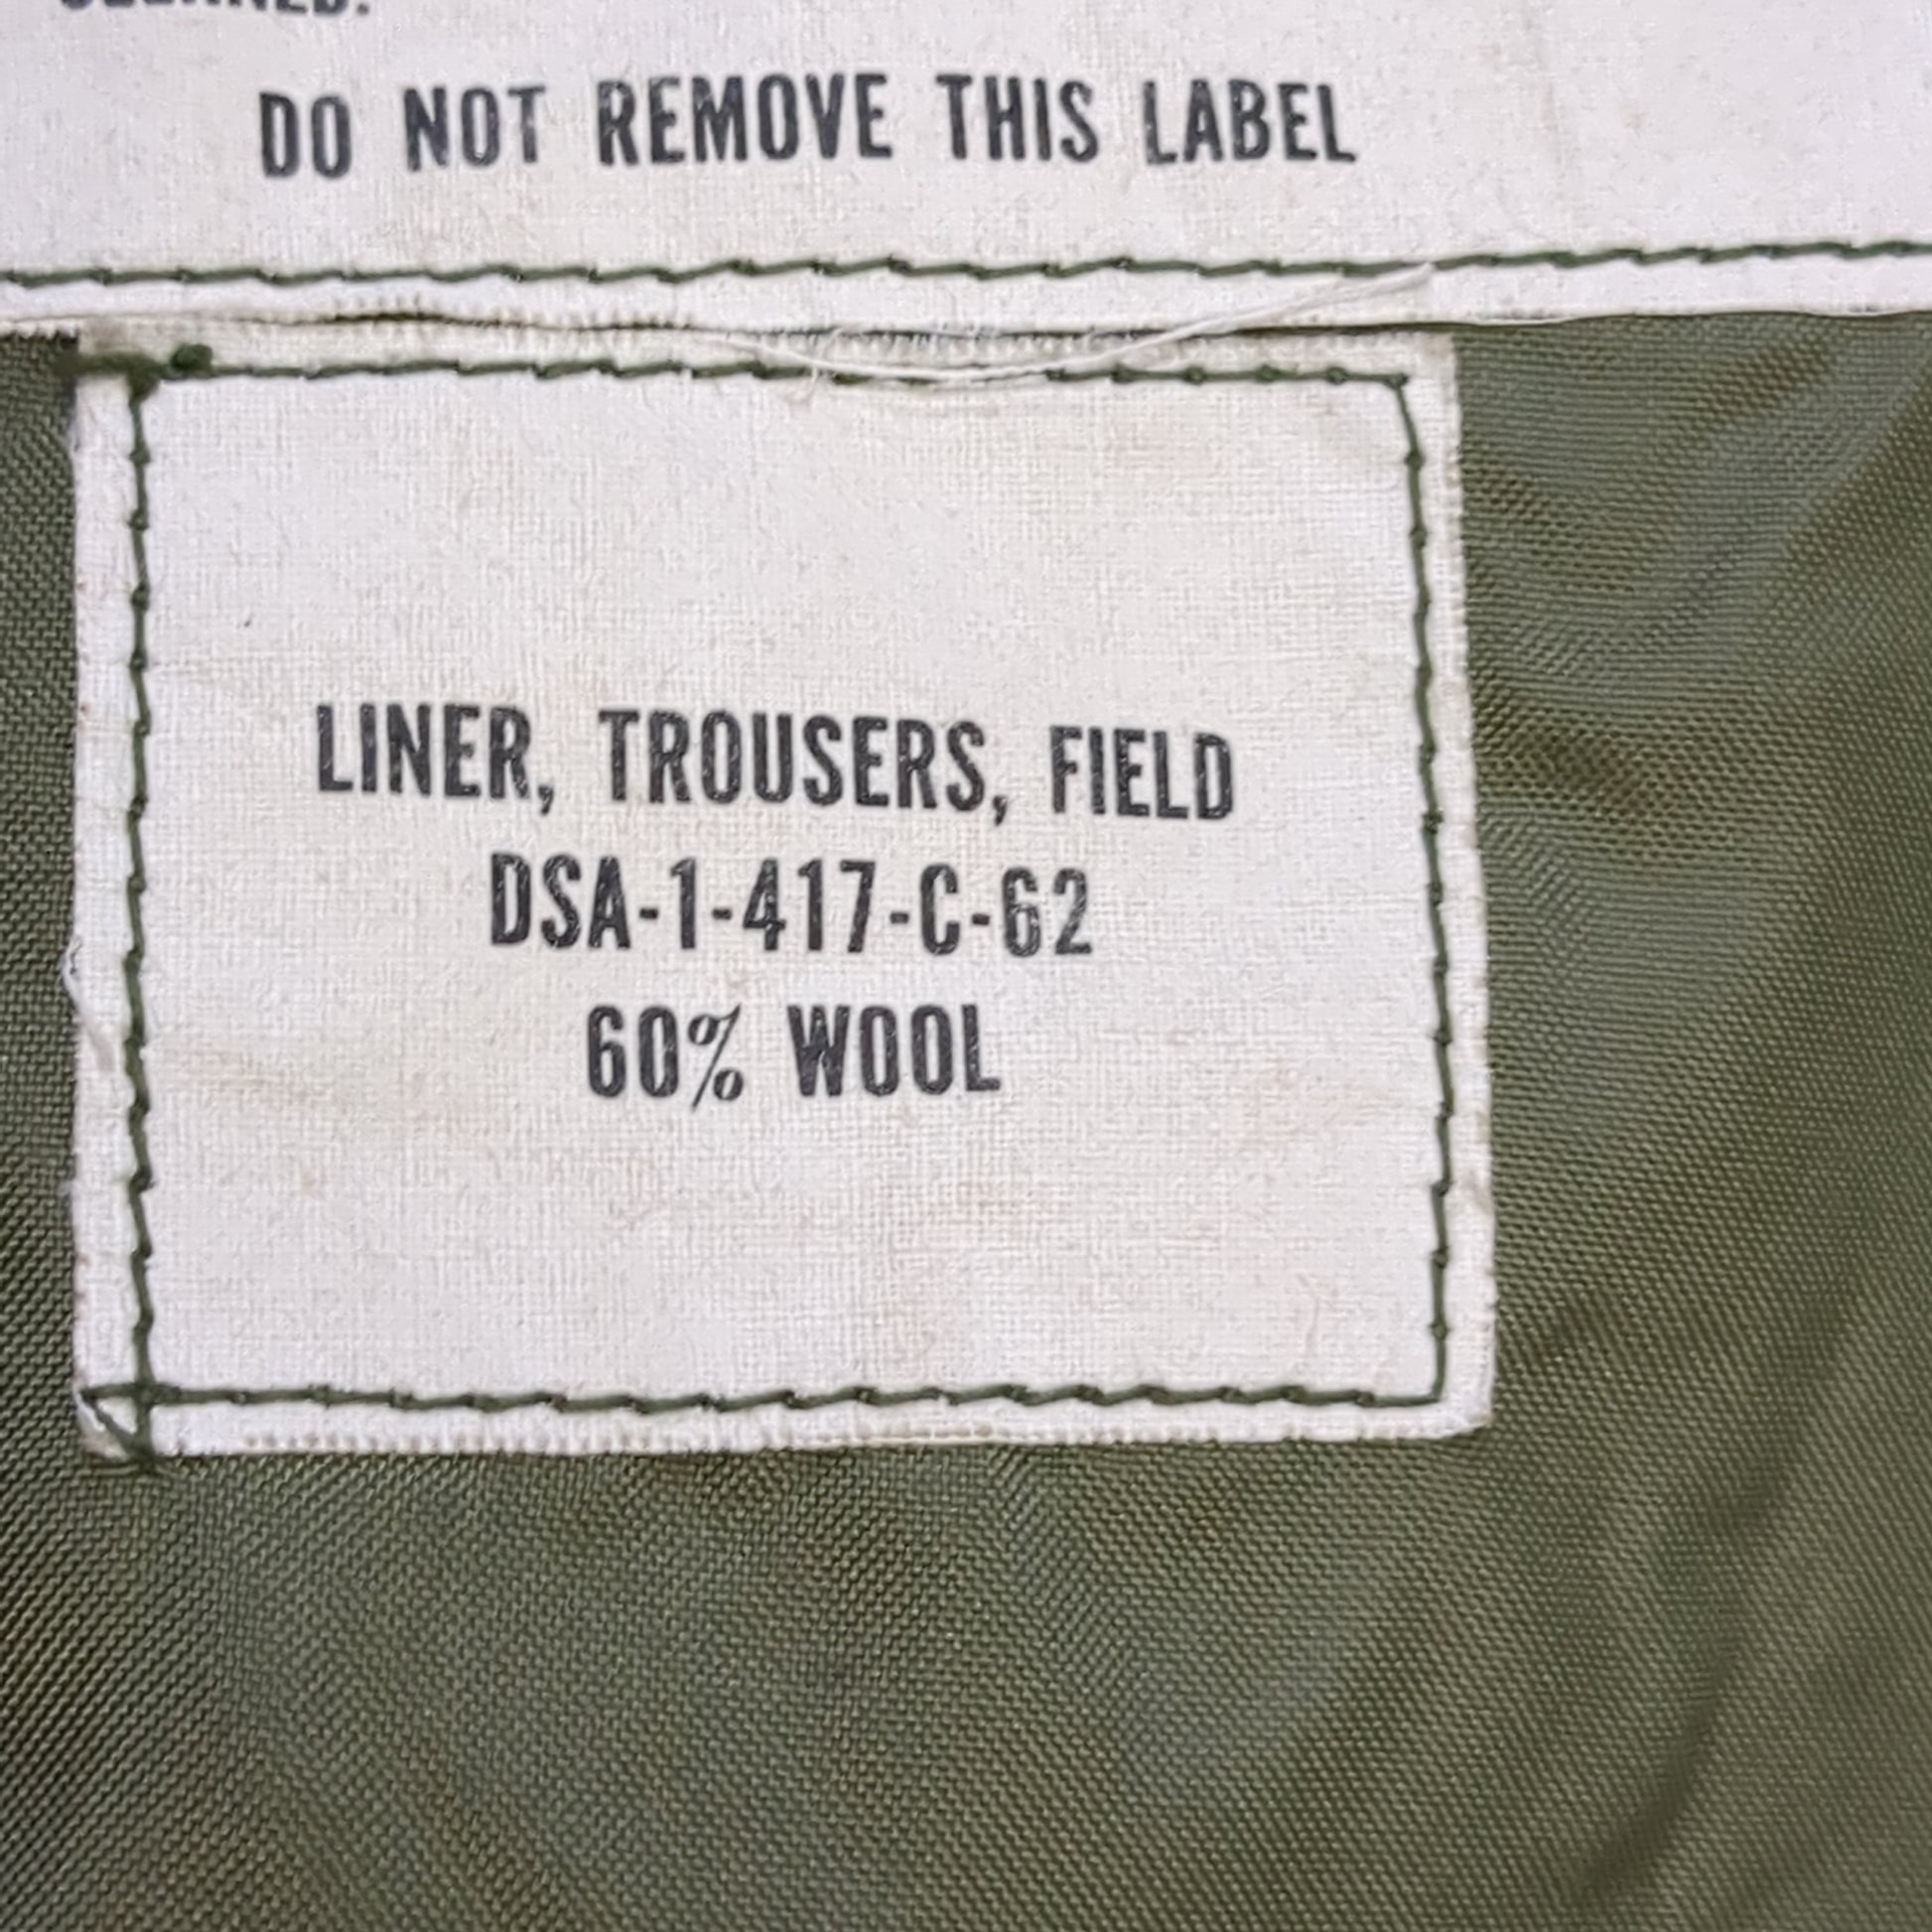 DO NOT REMOVE THIS LABEL
LINER, TROUSERS, FIELD
DSA-1-417-C-62
60% WOOL